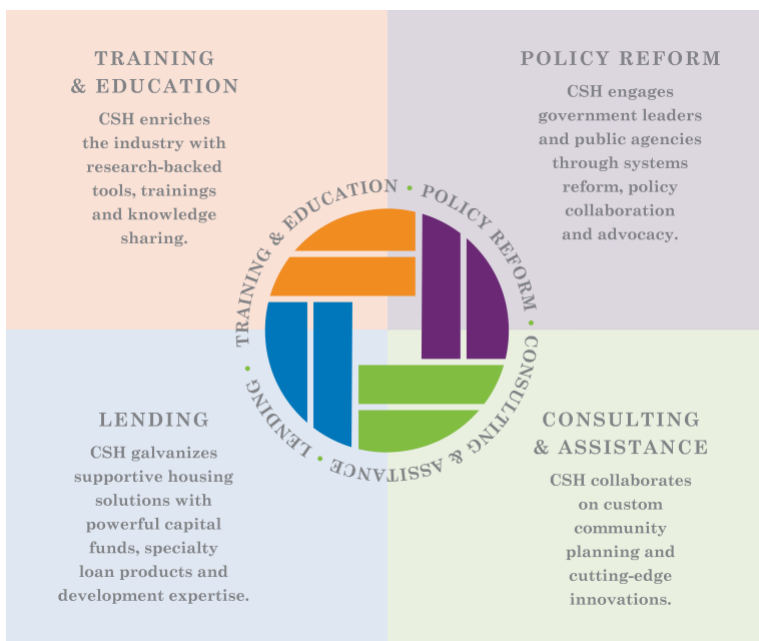 TRAINING
& EDUCATION
CSH enriches
the industry with
research-backed
tools, trainings
and knowledge
sharing.
POLICY REFORM
CSH engages
government leaders
and public agencies
through systems
reform, policy
collaboration
and advocacy.
TRAINING & EDUCATION • POLICY REFORM • CONSULTING & ASSITANCE • LENDING •
LENDING
CSH galvanizes
supportive housing
solutions with
powerful capital
funds, specialty
loan products and
development expertise.
CONSULTING
& ASSISTANCE
CSH collaborates
on custom
community
planning and
cutting-edge
innovations.